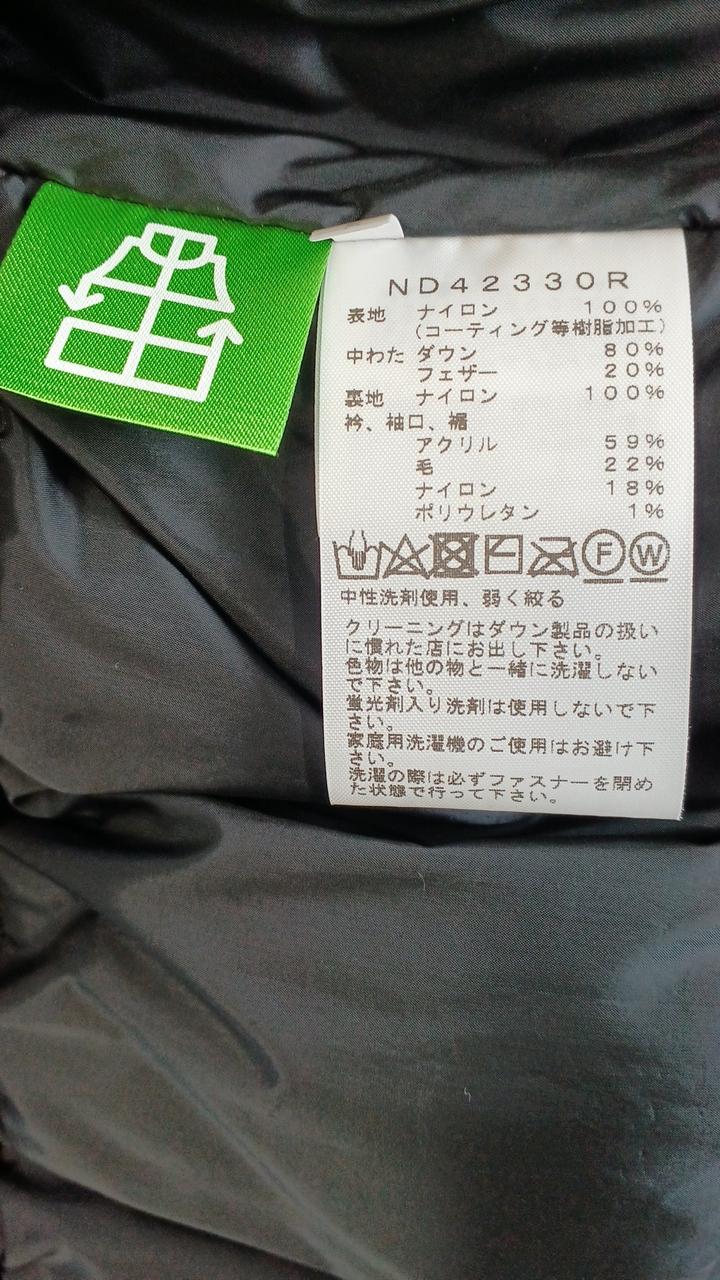 ND42330R
表地 ナイロン 100%
(コーティング等樹脂加工)
中わた ダウン 80%
フェザー 20%
裏地 ナイロン 100%
衿、袖口、裾
アクリル 59%
毛 22%
ナイロン 18%
ポリウレタン 1%
F W
中性洗剤使用、弱く絞る
クリーニングはダウン製品の扱い
に慣れた店にお出し下さい。
色物は他の物と一緒に洗濯しない
で下さい。
蛍光剤入り洗剤は使用しないで下
さい。
家庭用洗濯機のご使用はお避け下
さい。
洗濯の際は必ずファスナーを閉め
た状態で行って下さい。